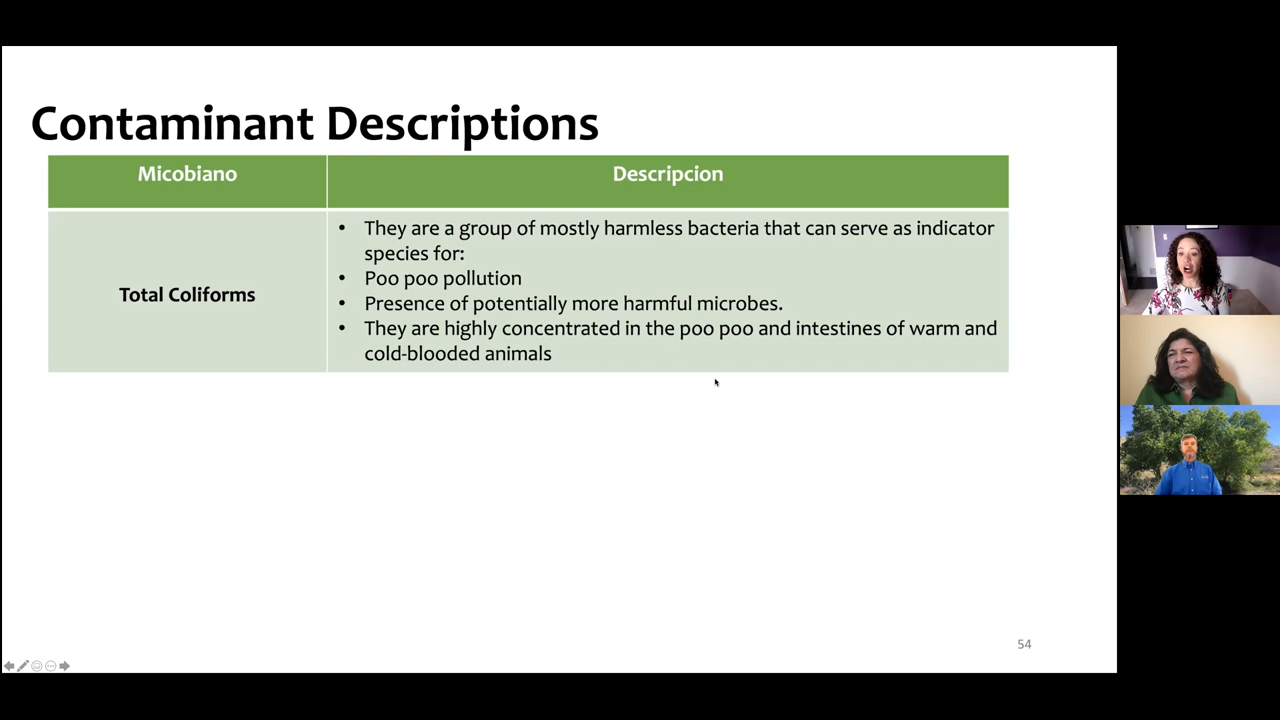 Contaminant Descriptions
Micobiano
Descripcion
Total Coliforms
• They are a group of mostly harmless bacteria that can serve as indicator
species for:
• Poo poo pollution
• Presence of potentially more harmful microbes.
• They are highly concentrated in the poo poo and intestines of warm and
cold-blooded animals
54